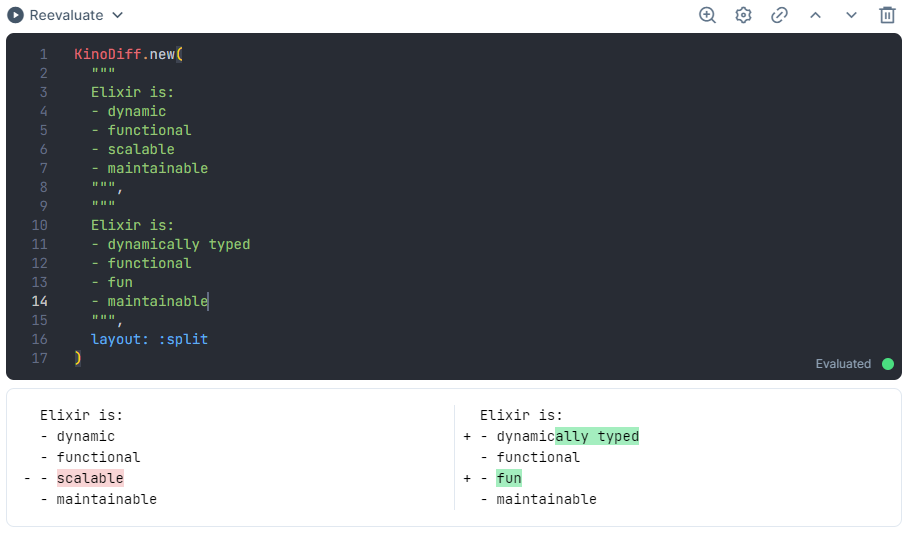 Reevaluate
1 KinoDiff.new(
2 """
3 Elixir is:
4 - dynamic
5 - functional
6 - scalable
7 - maintainable
8 """,
9 """
10 Elixir is:
11 - dynamically typed
12 - functional
13 - fun
14 - maintainable
15 """,
16 layout: :split
17 )
Evaluated
Elixir is:
- dynamic
- functional
- - scalable
- maintainable
Elixir is:
+ - dynamically typed
- functional
+ - fun
- maintainable